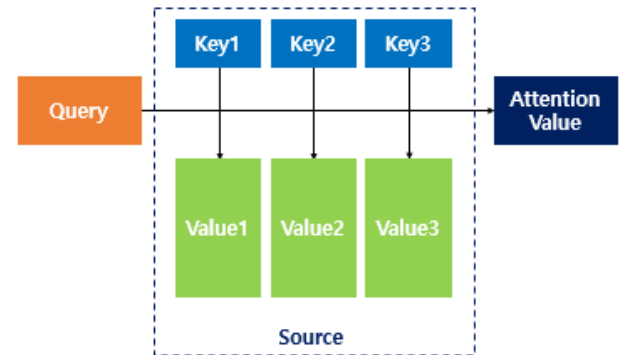 Key1 Key2 Key3
Query
Attention
Value
Value1 Value2 Value3
Source